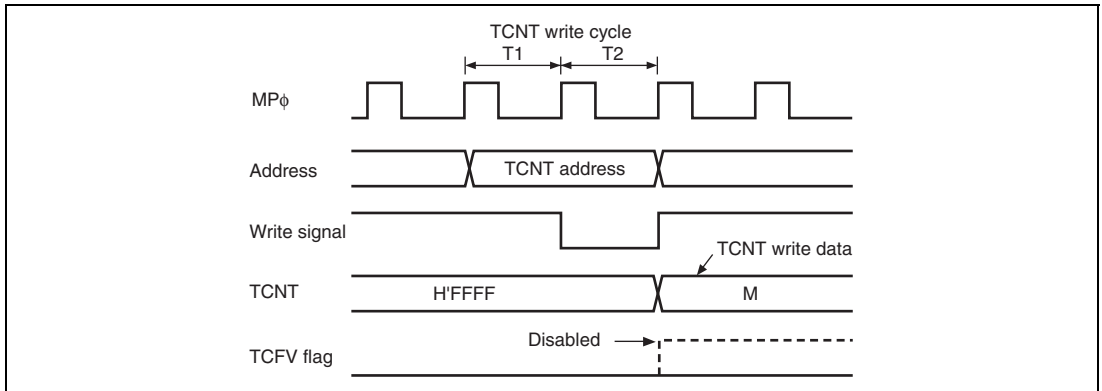 TCNT write cycle
T1 T2
MPφ
Address TCNT address
Write signal
TCNT write data
TCNT H'FFFF M
Disabled
TCFV flag